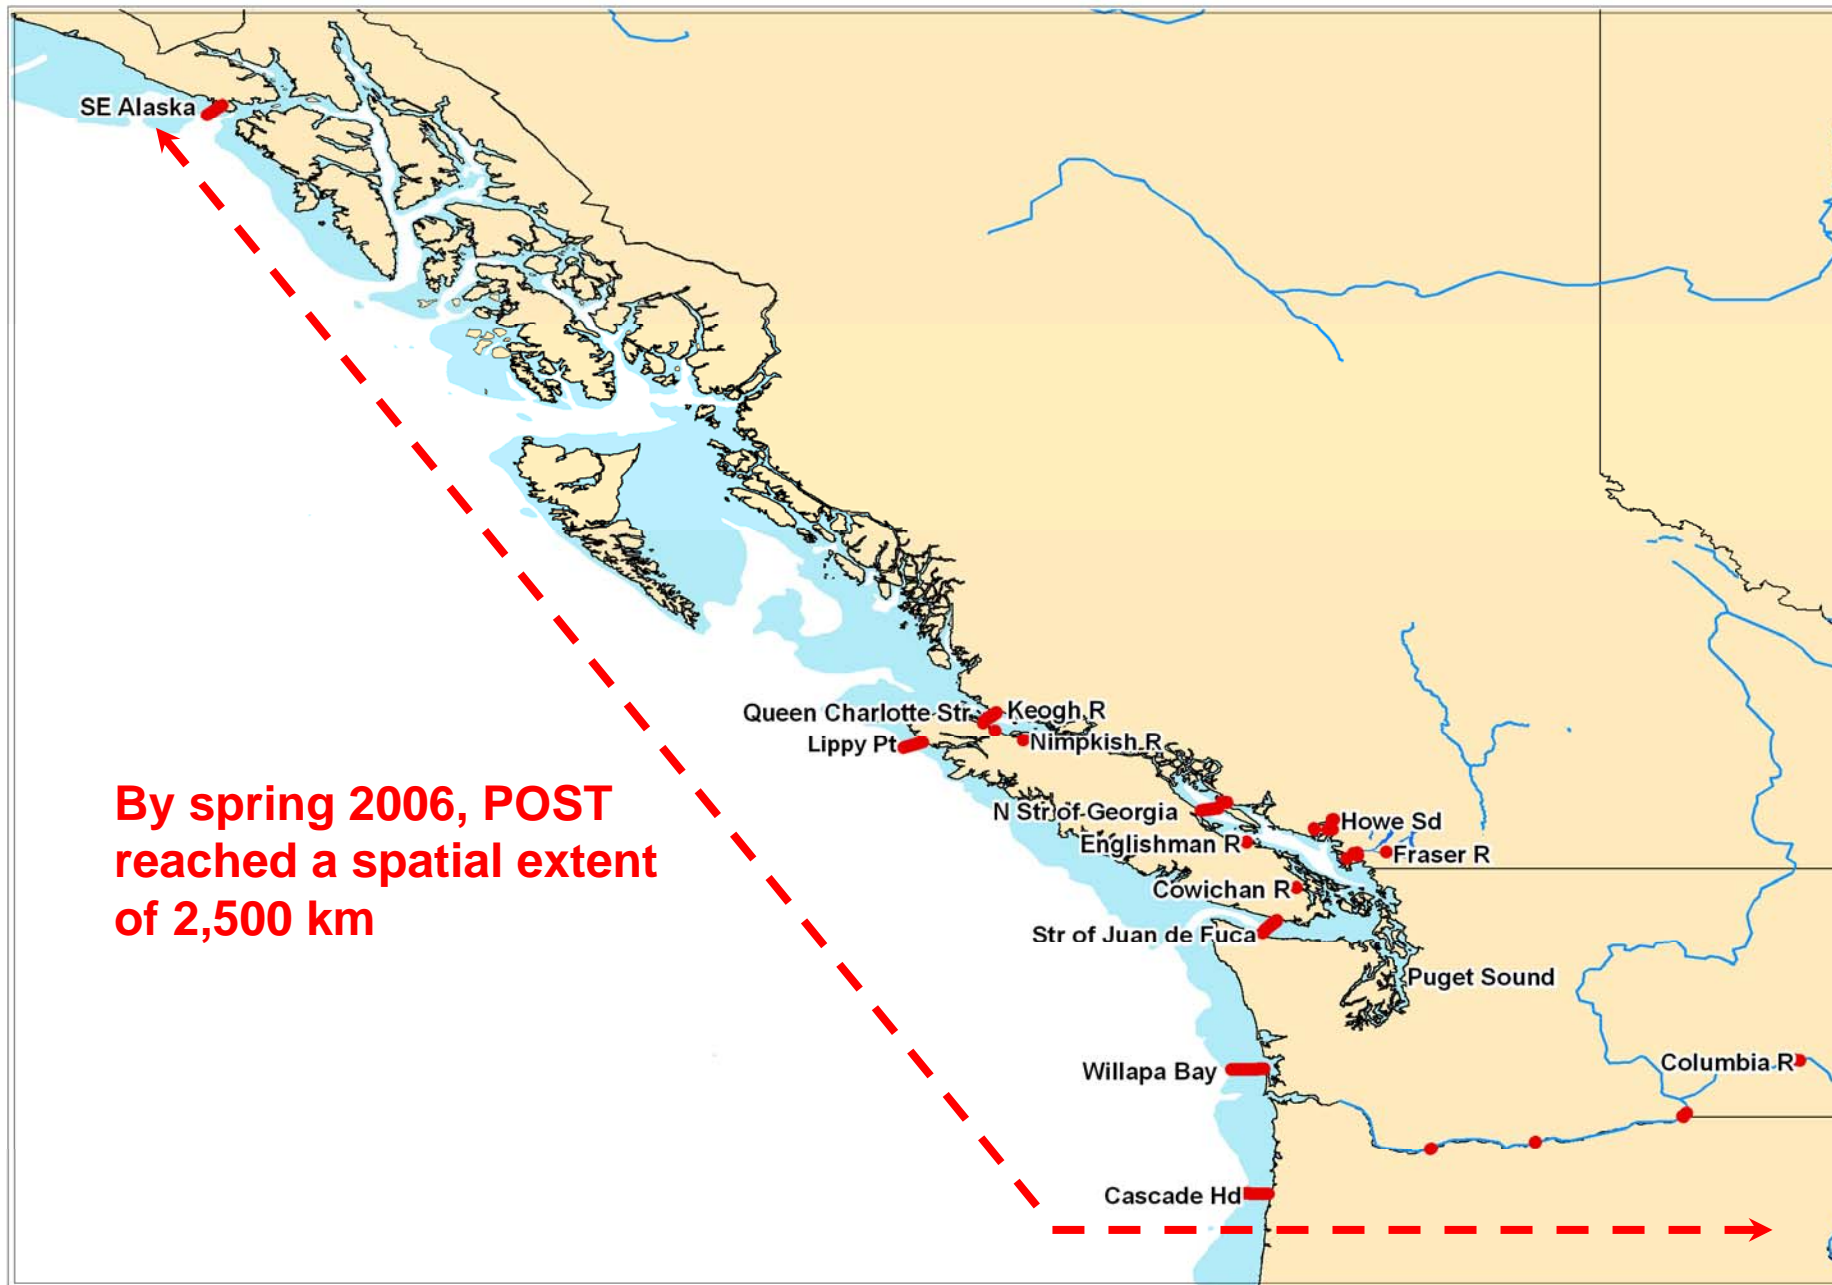 SE Alaska
Queen Charlotte Str
Keogh R
Lippy Pt
Nimpkish R
By spring 2006, POST
reached a spatial extent
of 2,500 km
N Str of Georgia
Howe Sd
Englishman R
Fraser R
Cowichan R
Str of Juan de Fuca
Puget Sound
Willapa Bay
Columbia R
Cascade Hd